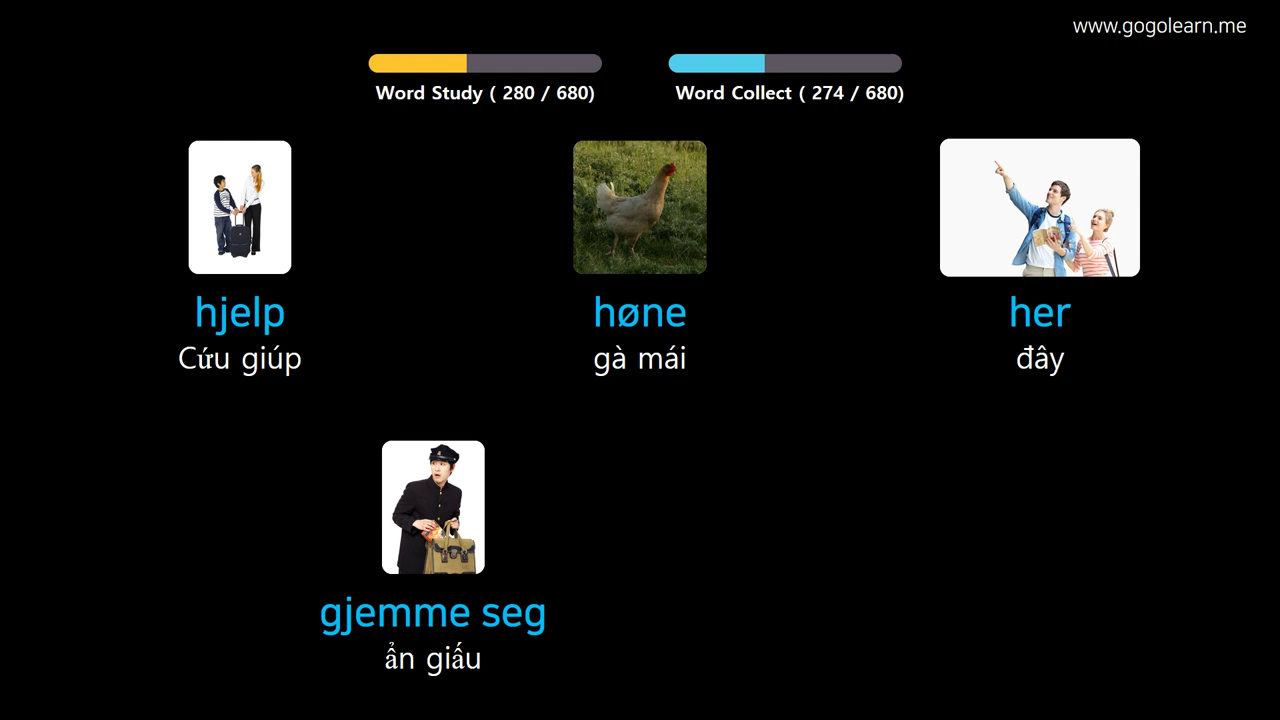 www.gogolearn.me
Word Study ( 280 / 680)
Word Collect ( 274 / 680)
hjelp
Cứu giúp
høne
gà mái
her
đây
gjemme seg
ẩn giấu